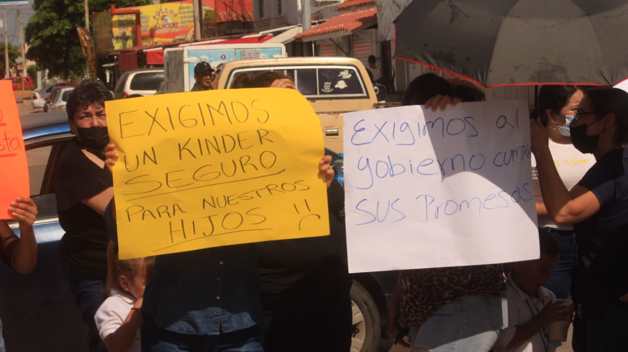 EXIGIMOS
UN KINDER
SEGURO
PARA NUESTROS
HIJOS !!
Exigimos al
gobierno cumpla
sus Promesas